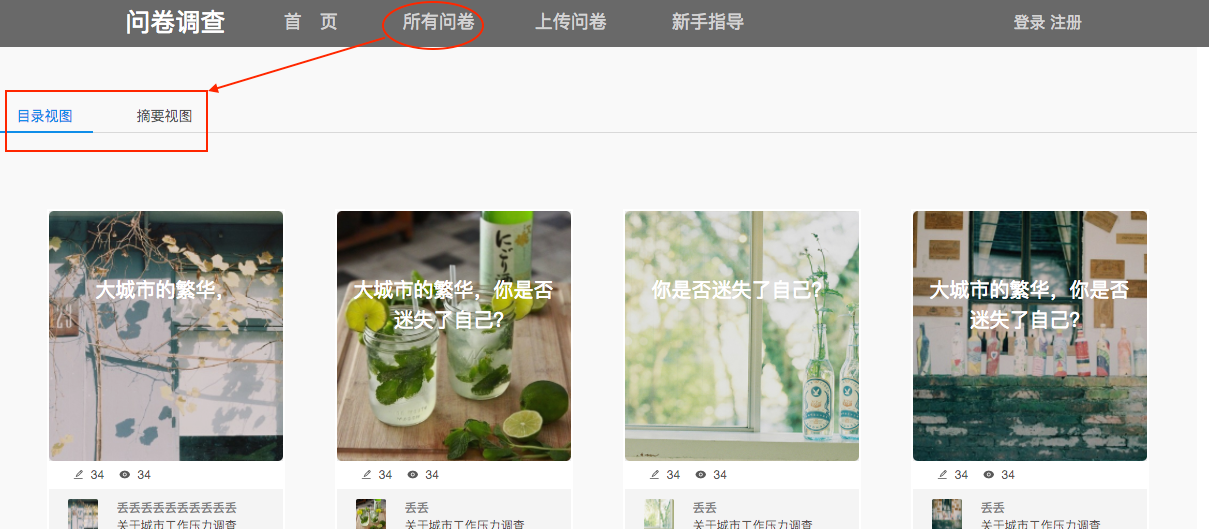 问卷调查 首 页 所有问卷 上传问卷 新手指导 登录 注册
目录视图 摘要视图
大城市的繁华，
大城市的繁华，你是否
迷失了自己?
にごり酒
你是否迷失了自己?
大城市的繁华，你是否
迷失了自己?
34 34
34 34
34 34
34 34
丢丢丢丢丢丢丢丢丢丢
关于城市工作压力调查
丢丢
关于城市工作压力调查
丢丢
关于城市工作压力调查
丢丢
关于城市工作压力调查